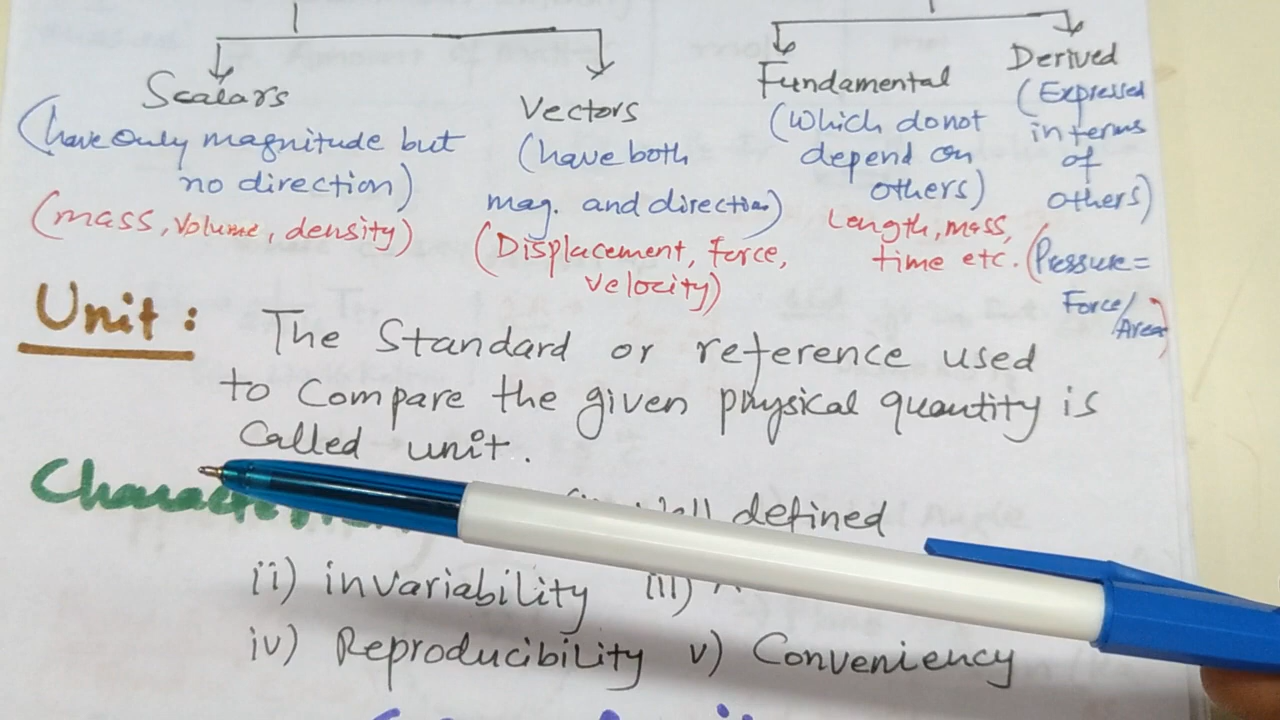 Scalars
(have only magnitude but
no direction)
(mass, Volume, density)
Vectors
(have both
mag. and direction)
(Displacement, Force,
velocity)
Fundamental
(Which donot
depend on
others)
Length, mass,
time etc.
Derived
(Expressed
in terms
of
others)
(Pressure =
Force/
Area)
Unit :
The Standard or reference used
to Compare the given physical quantity is
Called unit.
defined
ii) invariability iii)
iv) Reproducibility v) Conveniency